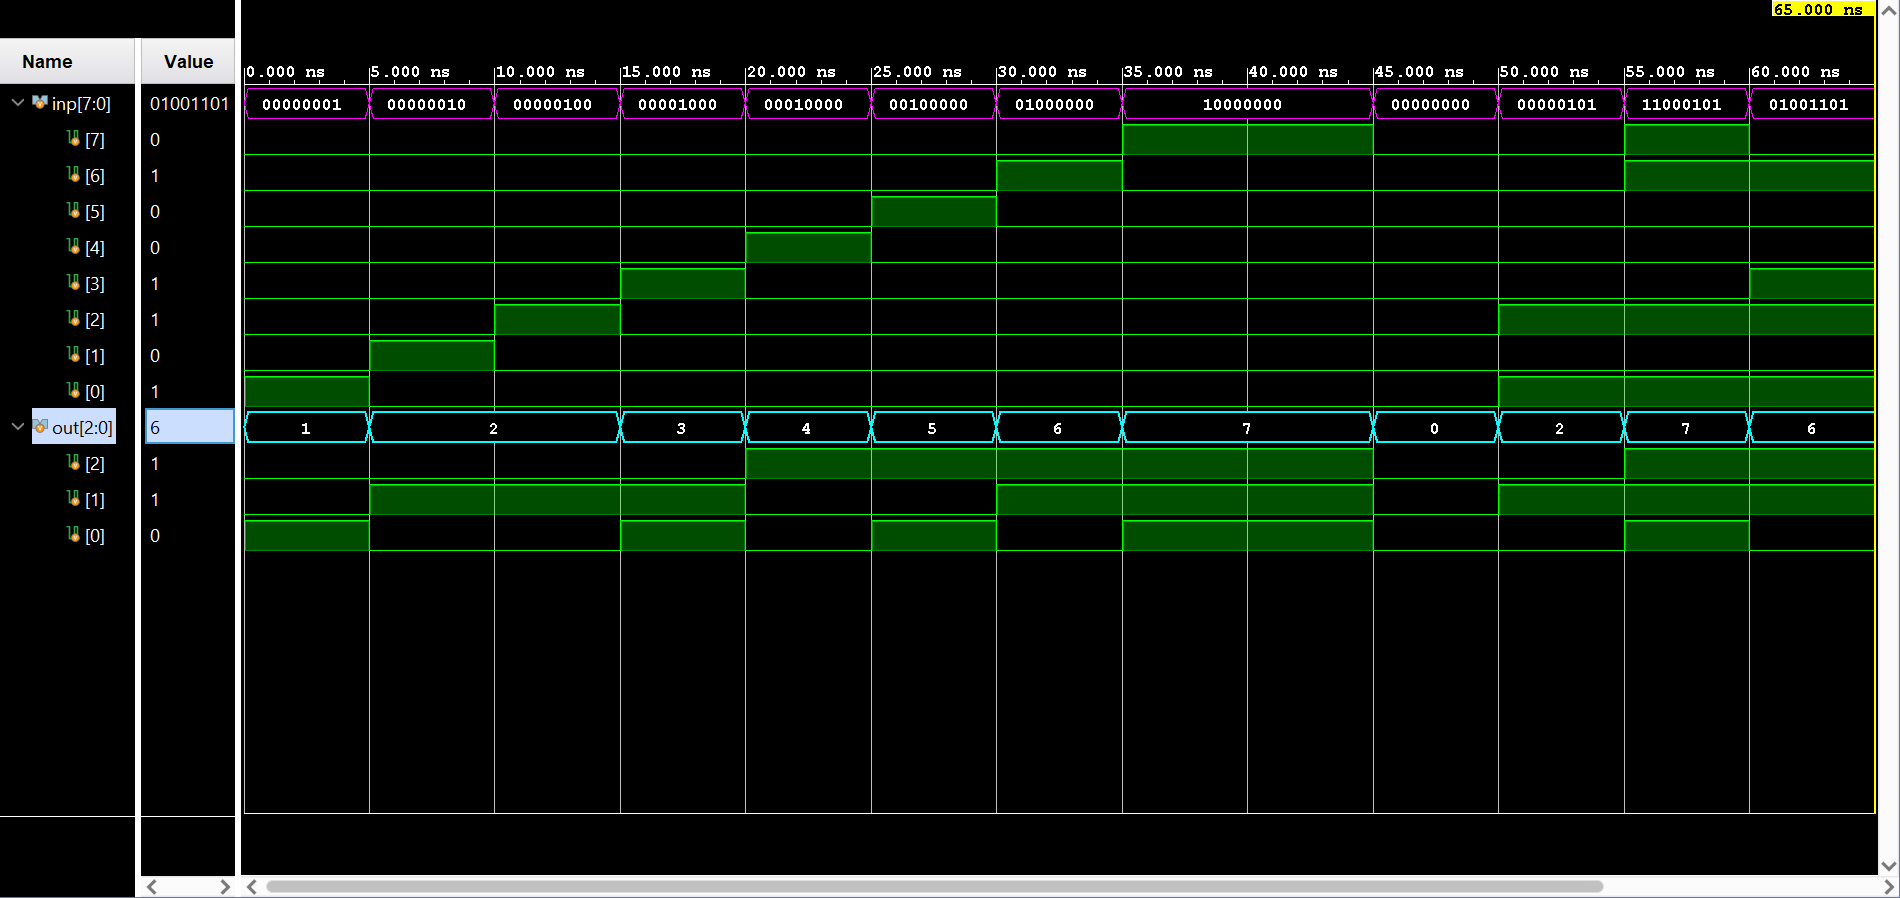 65.000 ns
Name Value
0.000 ns 5.000 ns 10.000 ns 15.000 ns 20.000 ns 25.000 ns 30.000 ns 35.000 ns 40.000 ns 45.000 ns 50.000 ns 55.000 ns 60.000 ns
inp[7:0] 01001101 00000001 00000010 00000100 00001000 00010000 00100000 01000000 10000000 00000000 00000101 11000101 01001101
[7] 0
[6] 1
[5] 0
[4] 0
[3] 1
[2] 1
[1] 0
[0] 1
out[2:0] 6 1 2 3 4 5 6 7 0 2 7 6
[2] 1
[1] 1
[0] 0